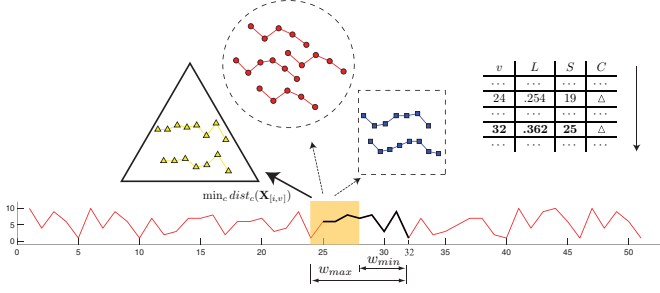 v L S C
... ... ... ...
24 .254 19 △
... ... ... ...
32 .362 25 △
... ... ... ...
min_c dist_c(X_[i,v])
10
5
0
0 5 10 15 20 25 30 32 35 40 45 50
w_min
w_max